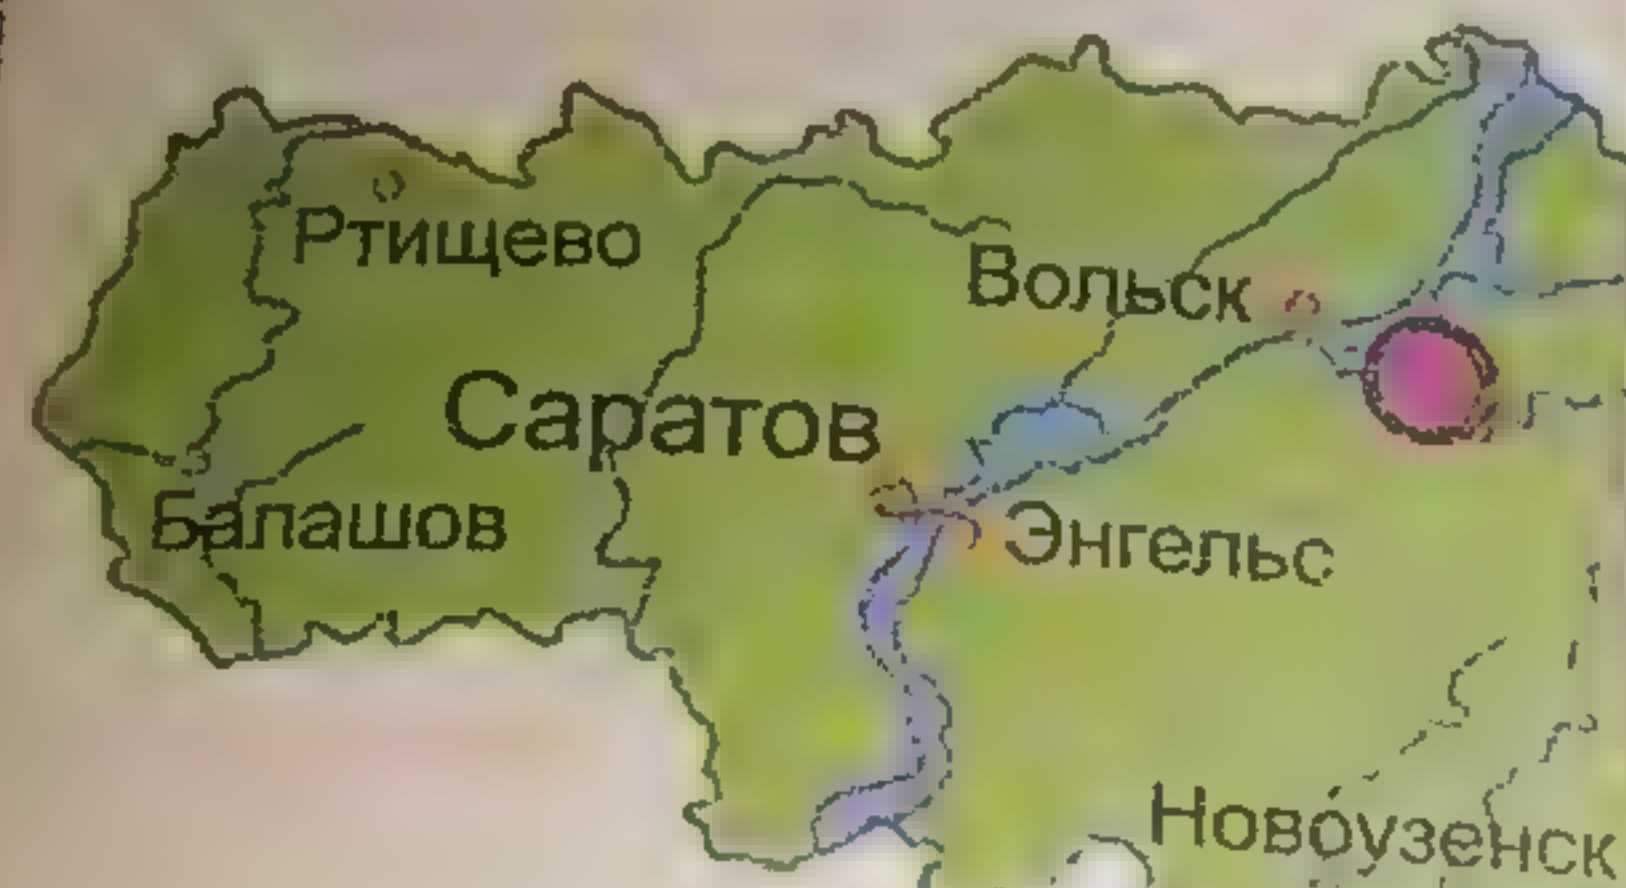 Ртищево
Вольск
Саратов
Балашов
Энгельс
Новоузенск